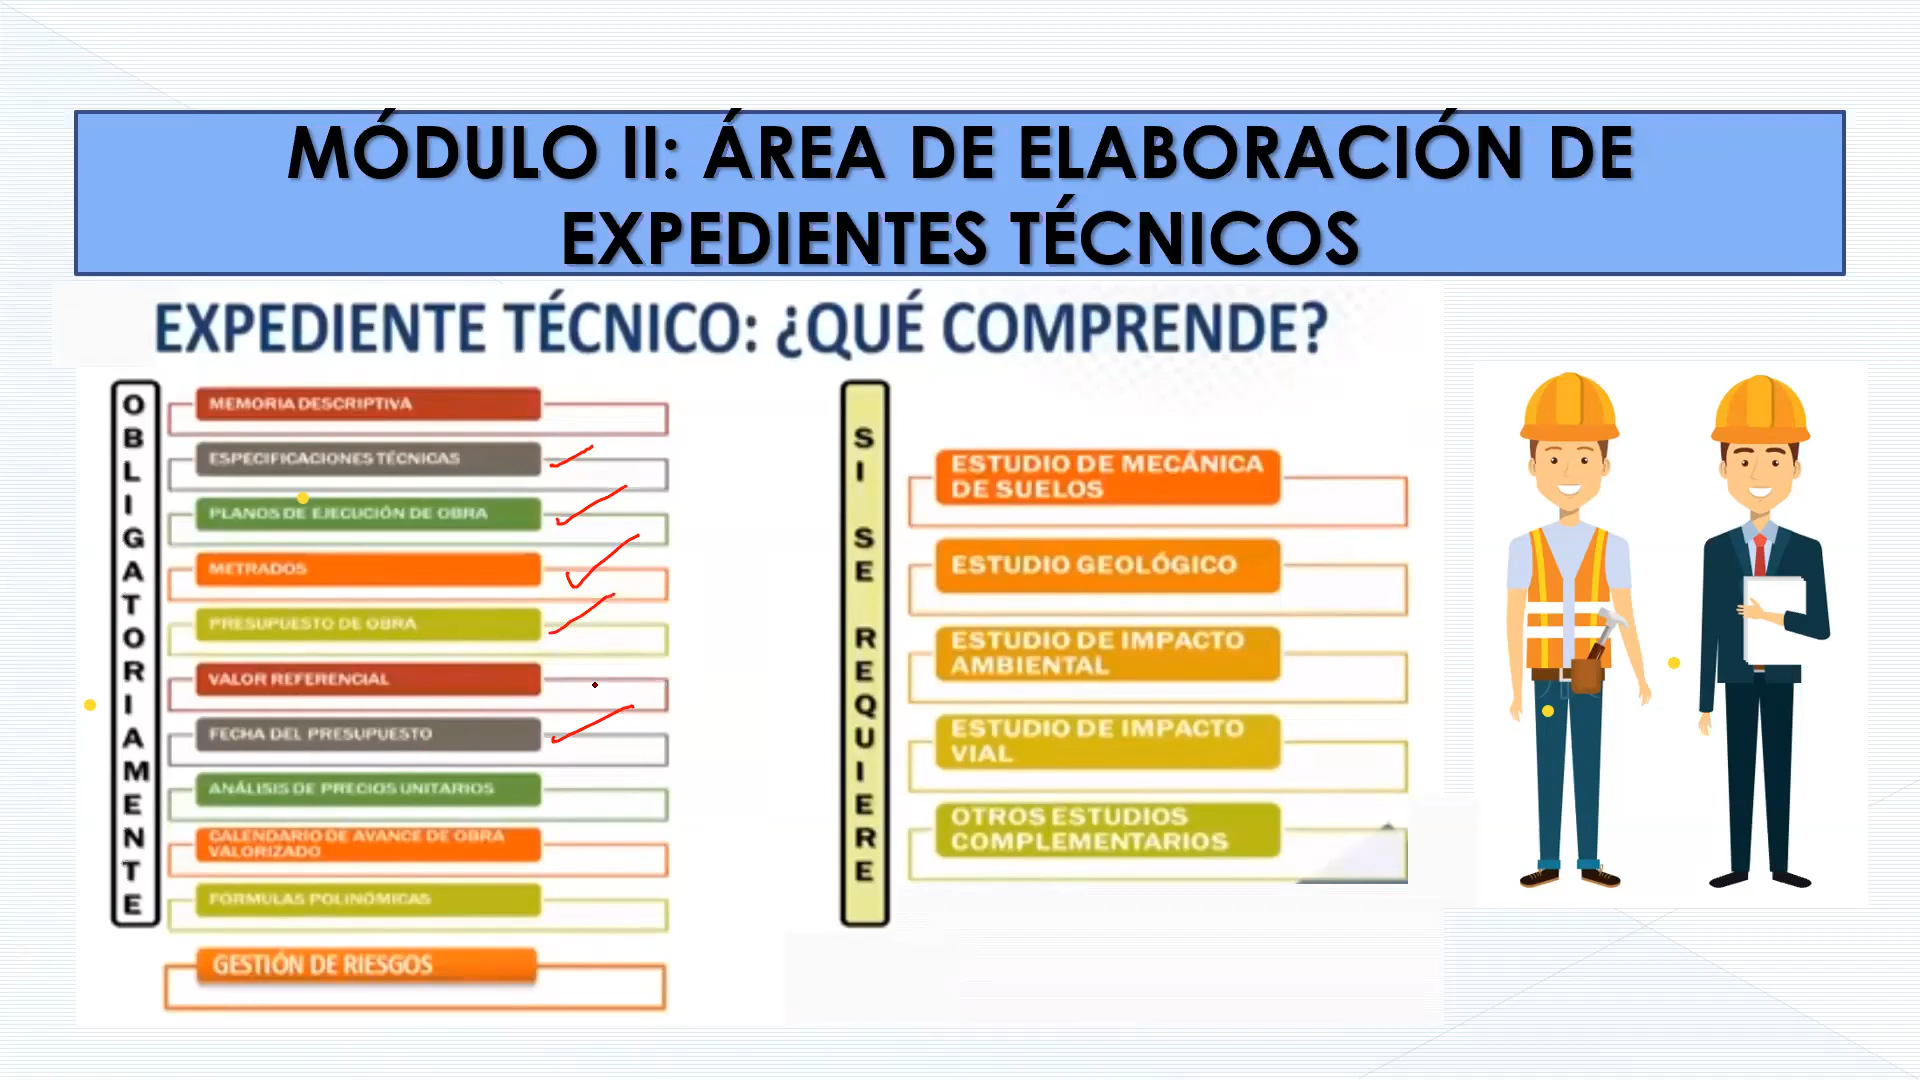 MÓDULO II: ÁREA DE ELABORACIÓN DE
EXPEDIENTES TÉCNICOS
EXPEDIENTE TÉCNICO: ¿QUÉ COMPRENDE?
OBLIGATORIAMENTE
MEMORIA DESCRIPTIVA
ESPECIFICACIONES TÉCNICAS
PLANOS DE EJECUCIÓN DE OBRA
METRADOS
PRESUPUESTO DE OBRA
VALOR REFERENCIAL
FECHA DEL PRESUPUESTO
ANÁLISIS DE PRECIOS UNITARIOS
CALENDARIO DE AVANCE DE OBRA
VALORIZADO
FÓRMULAS POLINÓMICAS
GESTIÓN DE RIESGOS
SI SE REQUIERE
ESTUDIO DE MECÁNICA
DE SUELOS
ESTUDIO GEOLÓGICO
ESTUDIO DE IMPACTO
AMBIENTAL
ESTUDIO DE IMPACTO
VIAL
OTROS ESTUDIOS
COMPLEMENTARIOS